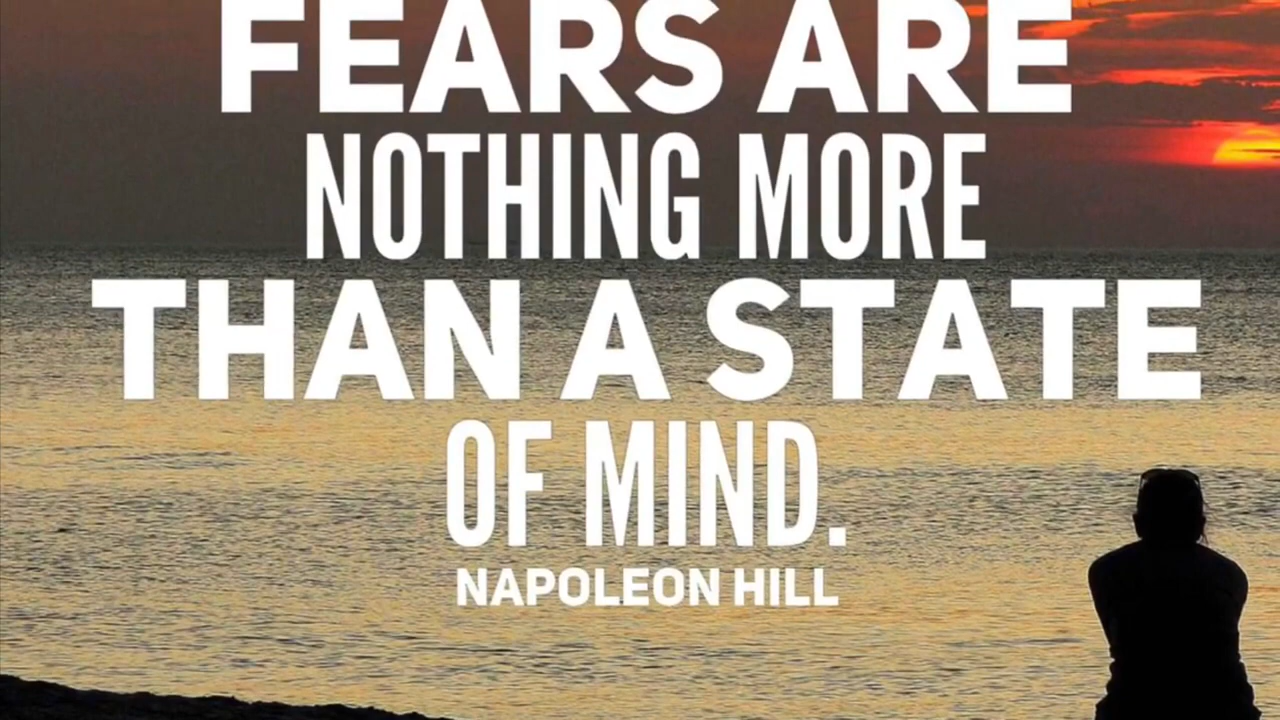 FEARS ARE
NOTHING MORE
THAN A STATE
OF MIND.
NAPOLEON HILL